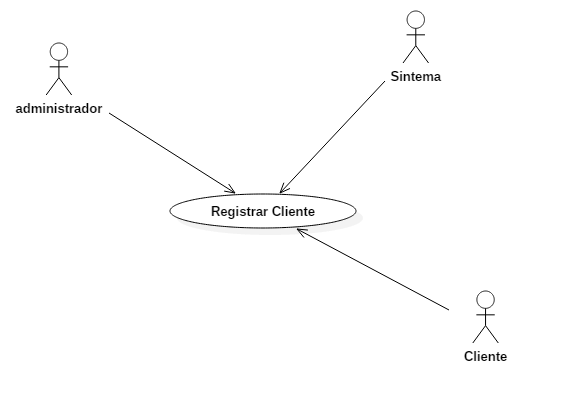 Sintema
administrador
Registrar Cliente
Cliente